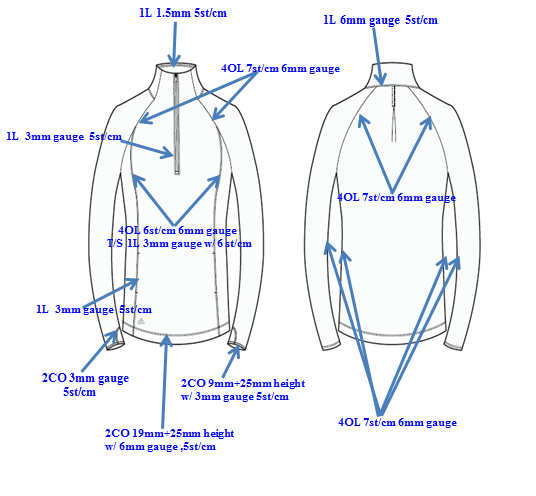 1L 1.5mm 5st/cm
1L 6mm gauge 5st/cm
4OL 7st/cm 6mm gauge
1L 3mm gauge 5st/cm
4OL 7st/cm 6mm gauge
4OL 6st/cm 6mm gauge
T/S 1L 3mm gauge w/ 6 st/cm
1L 3mm gauge 5st/cm
2CO 3mm gauge
5st/cm
2CO 9mm+25mm height
w/ 3mm gauge 5st/cm
4OL 7st/cm 6mm gauge
2CO 19mm+25mm height
w/ 6mm gauge ,5st/cm